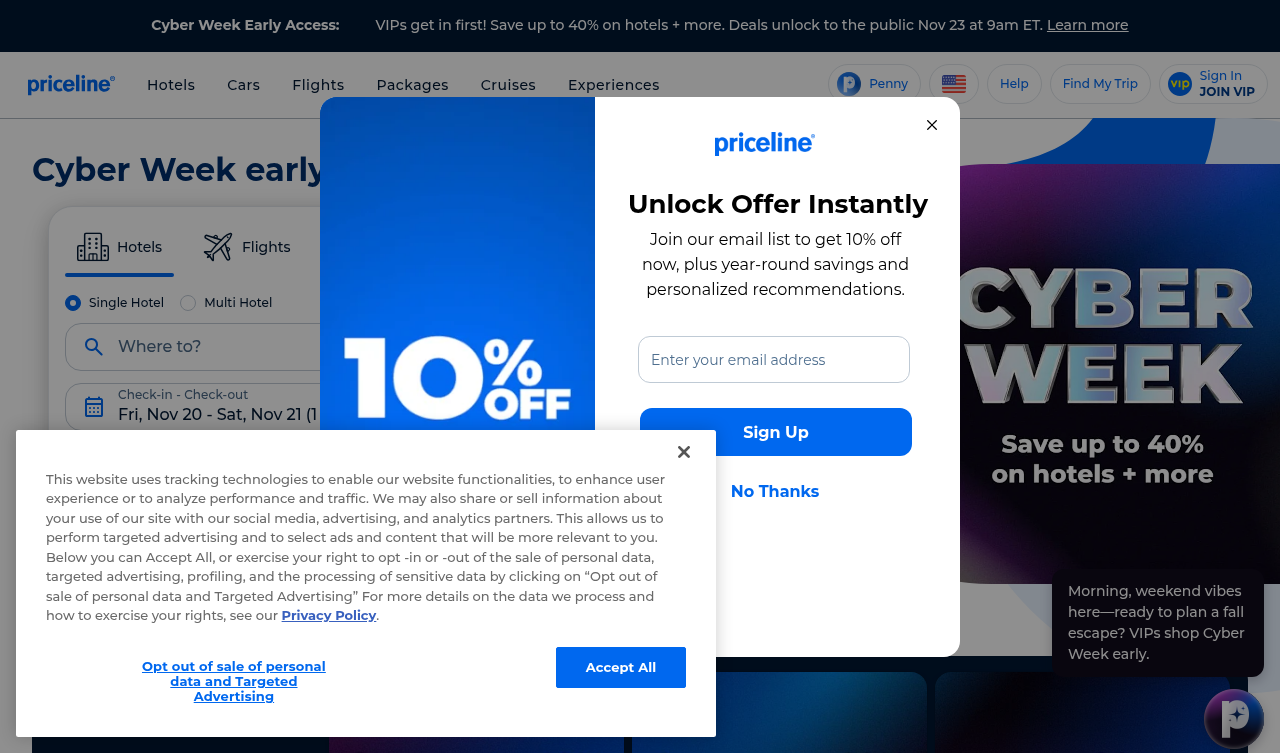 Cyber Week Early Access: VIPs get in first! Save up to 40% on hotels + more. Deals unlock to the public Nov 23 at 9am ET. Learn more
priceline®
Hotels
Cars
Flights
Packages
Cruises
Experiences
Penny
Help
Find My Trip
vip
Sign In
JOIN VIP
Cyber Week early
Hotels
Flights
Single Hotel
Multi Hotel
Where to?
Check-in - Check-out
Fri, Nov 20 - Sat, Nov 21 (1
10% OFF
priceline®
Unlock Offer Instantly
Join our email list to get 10% off
now, plus year-round savings and
personalized recommendations.
Enter your email address
Sign Up
No Thanks
CYBER
WEEK
Save up to 40%
on hotels + more
Morning, weekend vibes
here—ready to plan a fall
escape? VIPs shop Cyber
Week early.
This website uses tracking technologies to enable our website functionalities, to enhance user
experience or to analyze performance and traffic. We may also share or sell information about
your use of our site with our social media, advertising, and analytics partners. This allows us to
perform targeted advertising and to select ads and content that will be more relevant to you.
Below you can Accept All, or exercise your right to opt -in or -out of the sale of personal data,
targeted advertising, profiling, and the processing of sensitive data by clicking on “Opt out of
sale of personal data and Targeted Advertising” For more details on the data we process and
how to exercise your rights, see our Privacy Policy.
Opt out of sale of personal
data and Targeted
Advertising
Accept All